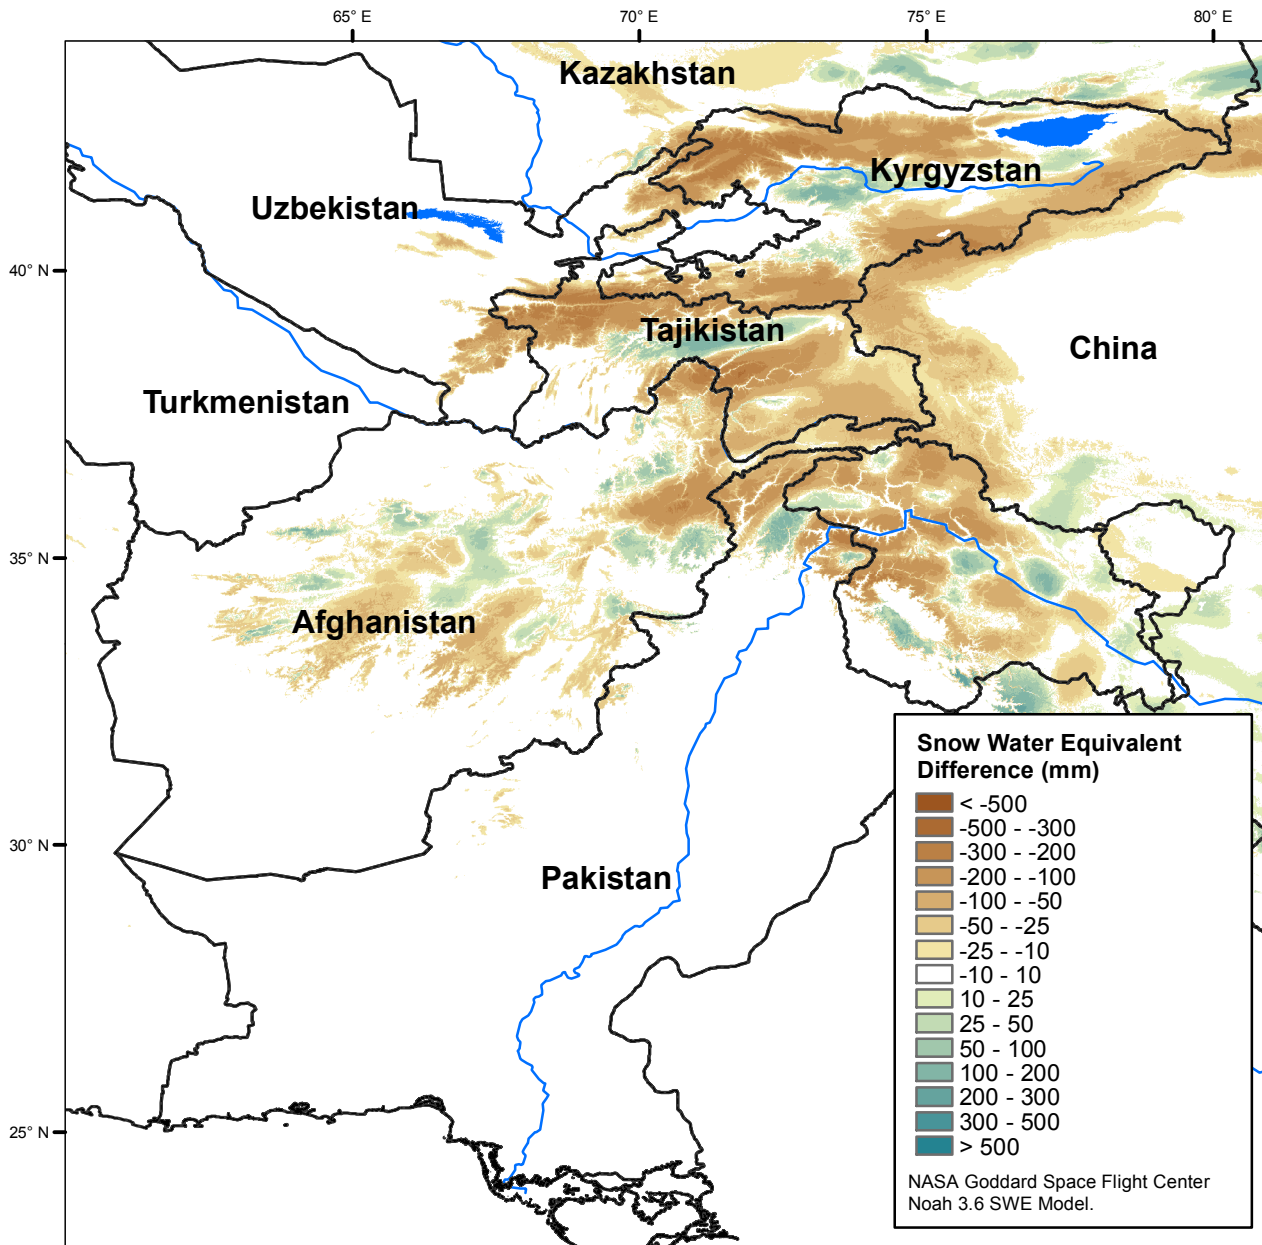 65° E
70° E
75° E
80° E
Kazakhstan
Kyrgyzstan
Uzbekistan
40° N
Tajikistan
China
Turkmenistan
35° N
Afghanistan
Snow Water Equivalent
Difference (mm)
< -500
-500 - -300
-300 - -200
-200 - -100
-100 - -50
-50 - -25
-25 - -10
-10 - 10
10 - 25
25 - 50
50 - 100
100 - 200
200 - 300
300 - 500
> 500
30° N
Pakistan
25° N
NASA Goddard Space Flight Center
Noah 3.6 SWE Model.